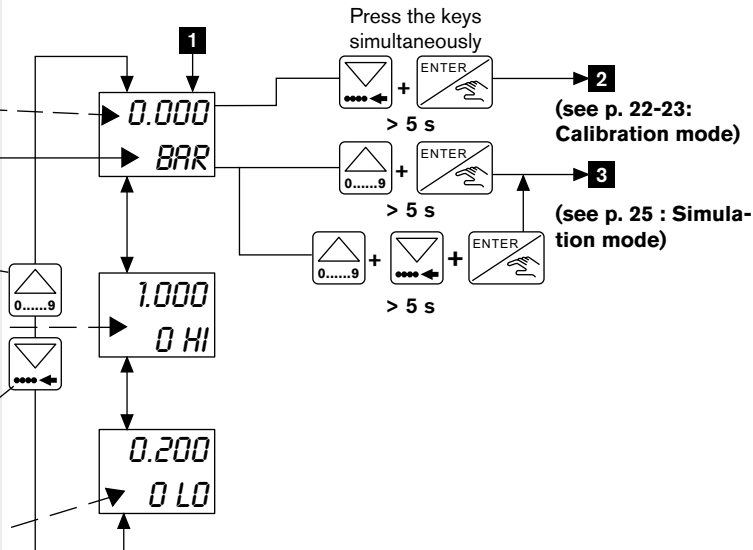 Press the keys
simultaneously
1
ENTER
+
> 5 s
2
(see p. 22-23:
Calibration mode)
0.000
BAR
0......9
+
ENTER
> 5 s
3
(see p. 25 : Simula-
tion mode)
0......9
+
+
ENTER
> 5 s
0......9
1.000
0 HI
0.200
0 LO